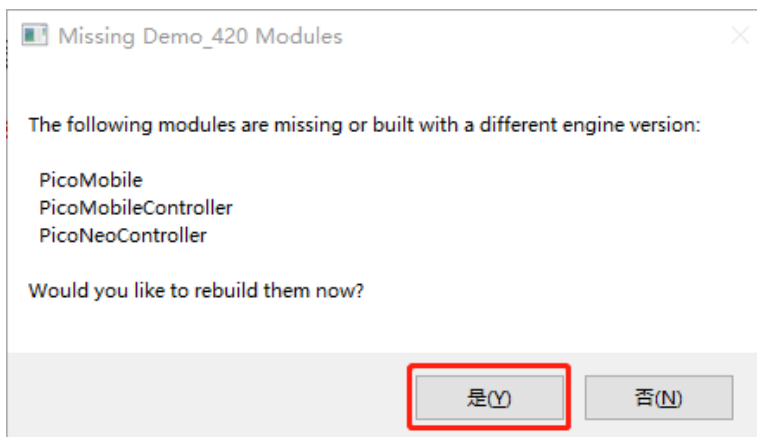 Missing Demo_420 Modules
The following modules are missing or built with a different engine version:
PicoMobile
PicoMobileController
PicoNeoController
Would you like to rebuild them now?
是(Y)
否(N)